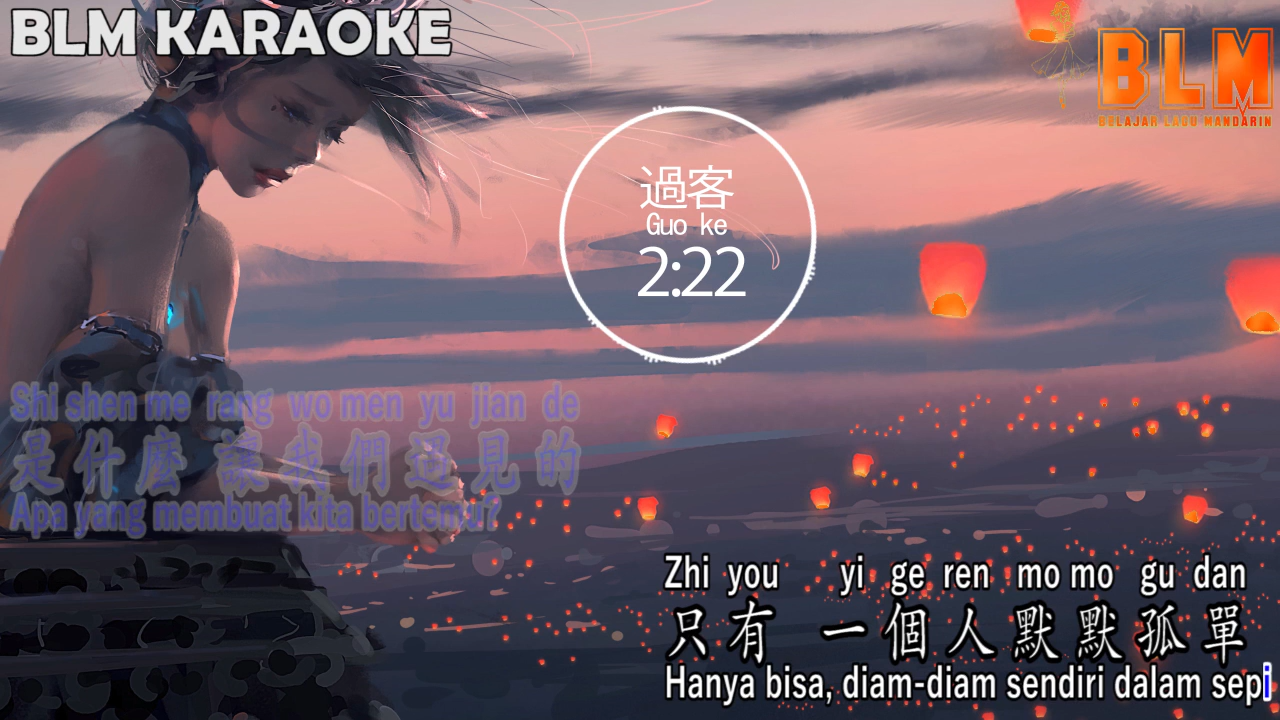 BLM KARAOKE
BLM
BELAJAR LAGU MANDARIN
過客
Guo ke
2:22
Shi shen me rang wo men yu jian de
是什麼 讓我們遇見的
Apa yang membuat kita bertemu?
Zhi you yi ge ren mo mo gu dan
只有 一個人默默孤單
Hanya bisa, diam-diam sendiri dalam sepi